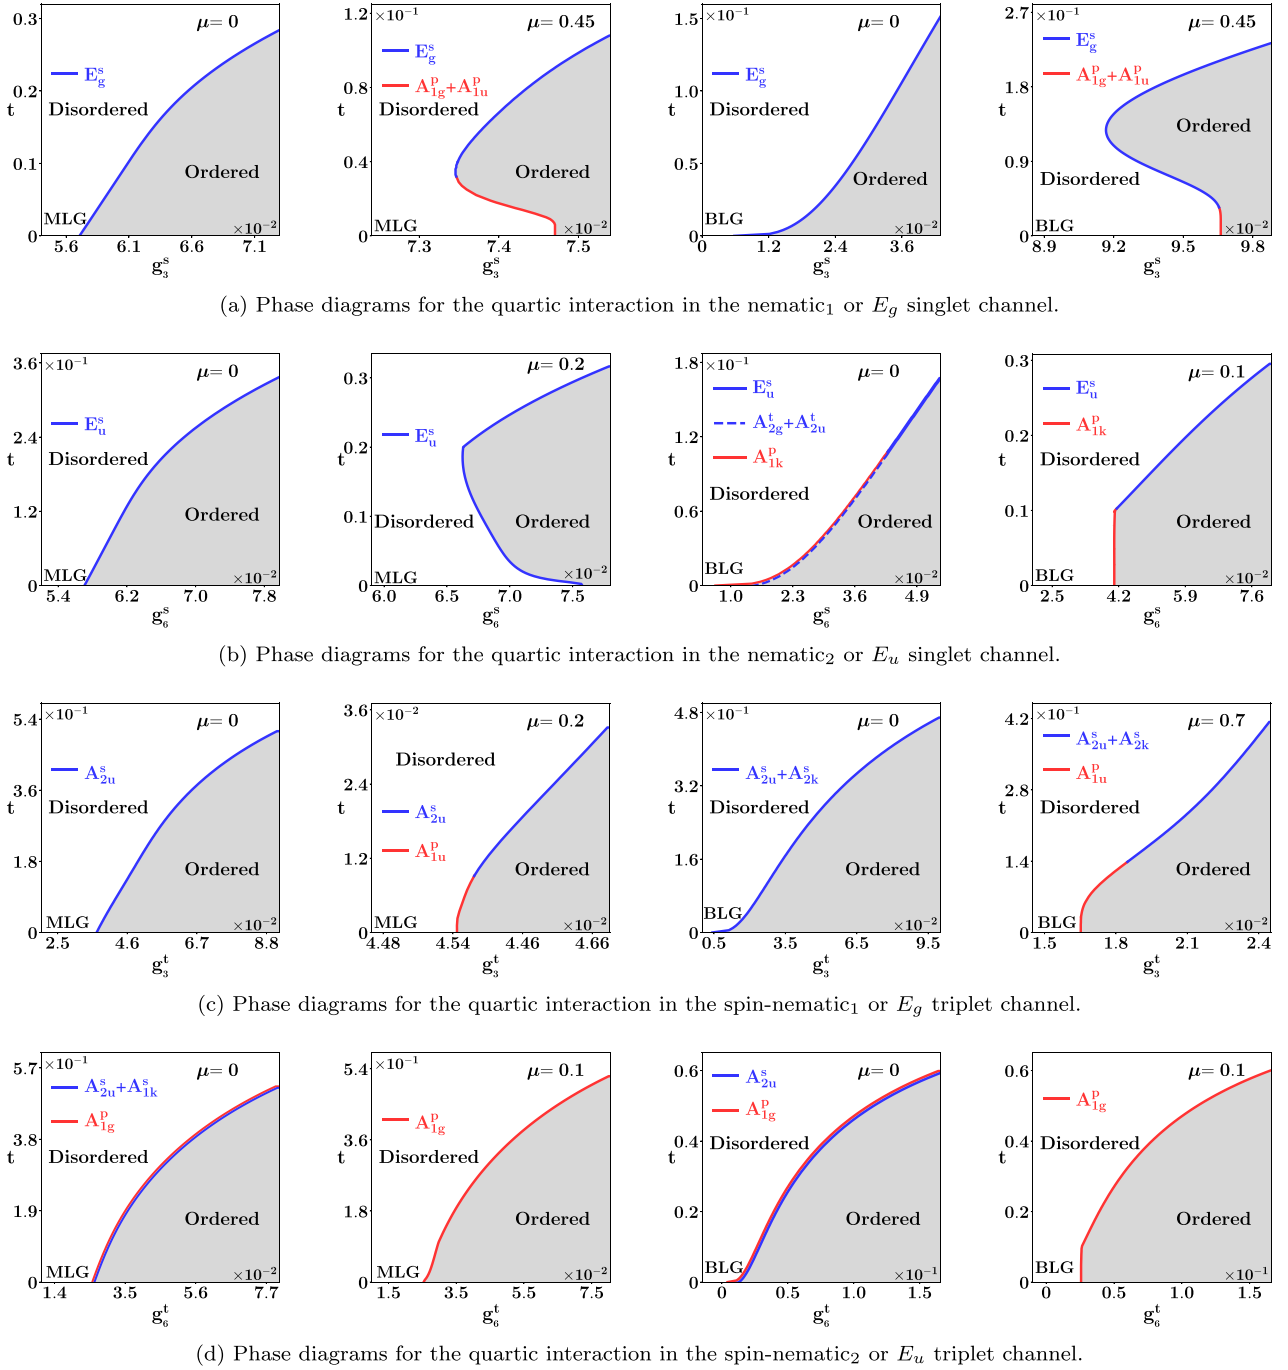 0.3
μ= 0
E_g^s
0.2
t
Disordered
0.1
Ordered
MLG
×10⁻²
0
5.6 6.1 6.6 7.1
g_3^s
1.2
×10⁻¹
μ= 0.45
E_g^s
0.8
A_1g^p+A_1u^p
t
Disordered
0.4
Ordered
MLG
×10⁻²
0
7.3 7.4 7.5
g_3^s
1.5
×10⁻¹
μ= 0
E_g^s
1.0
t
Disordered
0.5
Ordered
BLG
×10⁻²
0
0 1.2 2.4 3.6
g_3^s
2.7
×10⁻¹
μ= 0.45
E_g^s
A_1g^p+A_1u^p
1.8
t
Ordered
0.9
Disordered
BLG
×10⁻²
0
8.9 9.2 9.5 9.8
g_3^s
(a) Phase diagrams for the quartic interaction in the nematic₁ or E_g singlet channel.
3.6
×10⁻¹
μ= 0
E_u^s
2.4
t
Disordered
1.2
Ordered
MLG
×10⁻²
0
5.4 6.2 7.0 7.8
g_6^s
μ= 0.2
0.3
E_u^s
0.2
t
0.1
Disordered
Ordered
MLG
×10⁻²
0
6.0 6.5 7.0 7.5
g_6^s
1.8
×10⁻¹
μ= 0
E_u^s
A_2g^t+A_2u^t
1.2
A_1k^p
t
Disordered
0.6
Ordered
BLG
×10⁻²
0
1.0 2.3 3.6 4.9
g_6^s
0.3
μ= 0.1
E_u^s
A_1k^p
0.2
t
Disordered
0.1
Ordered
BLG
×10⁻²
0
2.5 4.2 5.9 7.6
g_6^s
(b) Phase diagrams for the quartic interaction in the nematic₂ or E_u singlet channel.
5.4
×10⁻¹
μ= 0
A_2u^s
3.6
t
Disordered
1.8
Ordered
MLG
×10⁻²
0
2.5 4.6 6.7 8.8
g_3^t
3.6
×10⁻²
μ= 0.2
Disordered
2.4
t
A_2u^s
A_1u^p
1.2
Ordered
MLG
×10⁻²
0
4.48 4.54 4.46 4.66
g_3^t
4.8
×10⁻¹
μ= 0
A_2u^s+A_2k^s
3.2
t
Disordered
1.6
Ordered
BLG
×10⁻²
0
0.5 3.5 6.5 9.5
g_3^t
4.2
×10⁻¹
μ= 0.7
A_2u^s+A_2k^s
A_1u^p
2.8
t
Disordered
1.4
Ordered
BLG
×10⁻²
0
1.5 1.8 2.1 2.4
g_3^t
(c) Phase diagrams for the quartic interaction in the spin-nematic₁ or E_g triplet channel.
5.7
×10⁻¹
μ= 0
A_2u^s+A_1k^s
A_1g^p
3.8
t
Disordered
1.9
Ordered
MLG
×10⁻²
0
1.4 3.5 5.6 7.7
g_6^t
5.4
×10⁻¹
μ= 0.1
A_1g^p
3.6
t
Disordered
1.8
Ordered
MLG
×10⁻²
0
1.5 3.5 5.5 7.5
g_6^t
0.6
μ= 0
A_2u^s
A_1g^p
0.4
t
Disordered
0.2
Ordered
BLG
×10⁻¹
0
0 0.5 1.0 1.5
g_6^t
0.6
μ= 0.1
A_1g^p
0.4
t
Disordered
0.2
Ordered
BLG
×10⁻¹
0
0 0.5 1.0 1.5
g_6^t
(d) Phase diagrams for the quartic interaction in the spin-nematic₂ or E_u triplet channel.